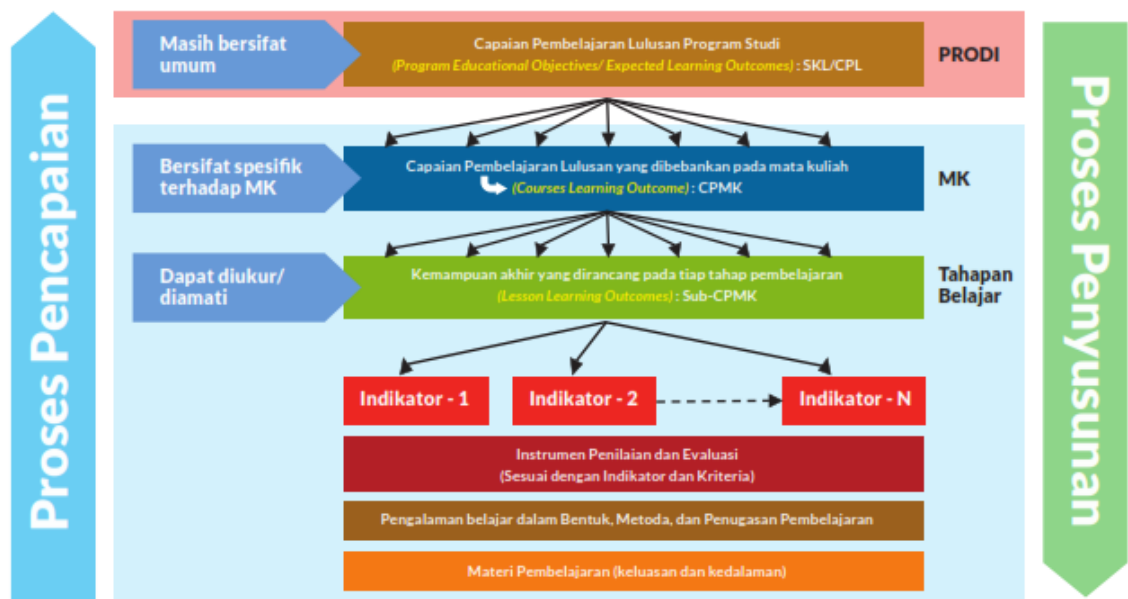 Proses Pencapaian
Masih bersifat
umum
Capaian Pembelajaran Lulusan Program Studi
(Program Educational Objectives/ Expected Learning Outcomes) : SKL/CPL
PRODI
Bersifat spesifik
terhadap MK
Capaian Pembelajaran Lulusan yang dibebankan pada mata kuliah
(Courses Learning Outcome) : CPMK
MK
Dapat diukur/
diamati
Kemampuan akhir yang dirancang pada tiap tahap pembelajaran
(Lesson Learning Outcomes) : Sub-CPMK
Tahapan
Belajar
Indikator - 1
Indikator - 2
Indikator - N
Instrumen Penilaian dan Evaluasi
(Sesuai dengan Indikator dan Kriteria)
Pengalaman belajar dalam Bentuk, Metoda, dan Penugasan Pembelajaran
Materi Pembelajaran (keluasan dan kedalaman)
Proses Penyusunan